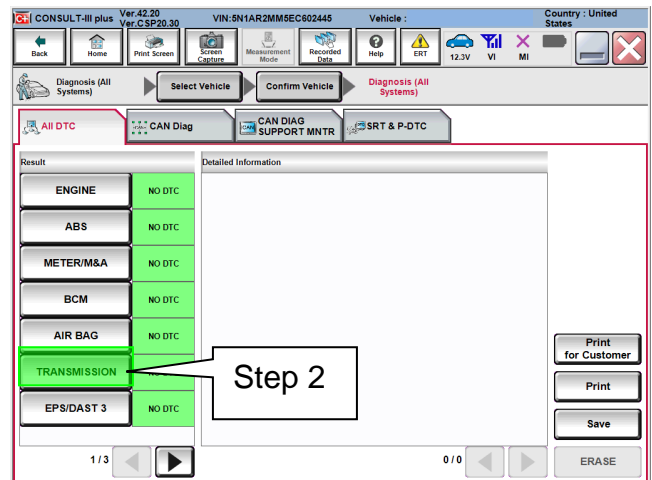 CONSULT-III plus
Ver.42.20
Ver.CSP20.30
VIN:5N1AR2MM5EC602445
Vehicle :
Country : United
States
Back
Home
Print Screen
Screen
Capture
Measurement
Mode
Recorded
Data
Help
ERT
12.3V
VI
MI
Diagnosis (All
Systems)
Select Vehicle
Confirm Vehicle
Diagnosis (All
Systems)
All DTC
CAN Diag
CAN DIAG
SUPPORT MNTR
SRT & P-DTC
Result
Detailed Information
ENGINE
NO DTC
ABS
NO DTC
METER/M&A
NO DTC
BCM
NO DTC
AIR BAG
NO DTC
TRANSMISSION
EPS/DAST 3
NO DTC
Step 2
Print
for Customer
Print
Save
ERASE
1 / 3
0 / 0